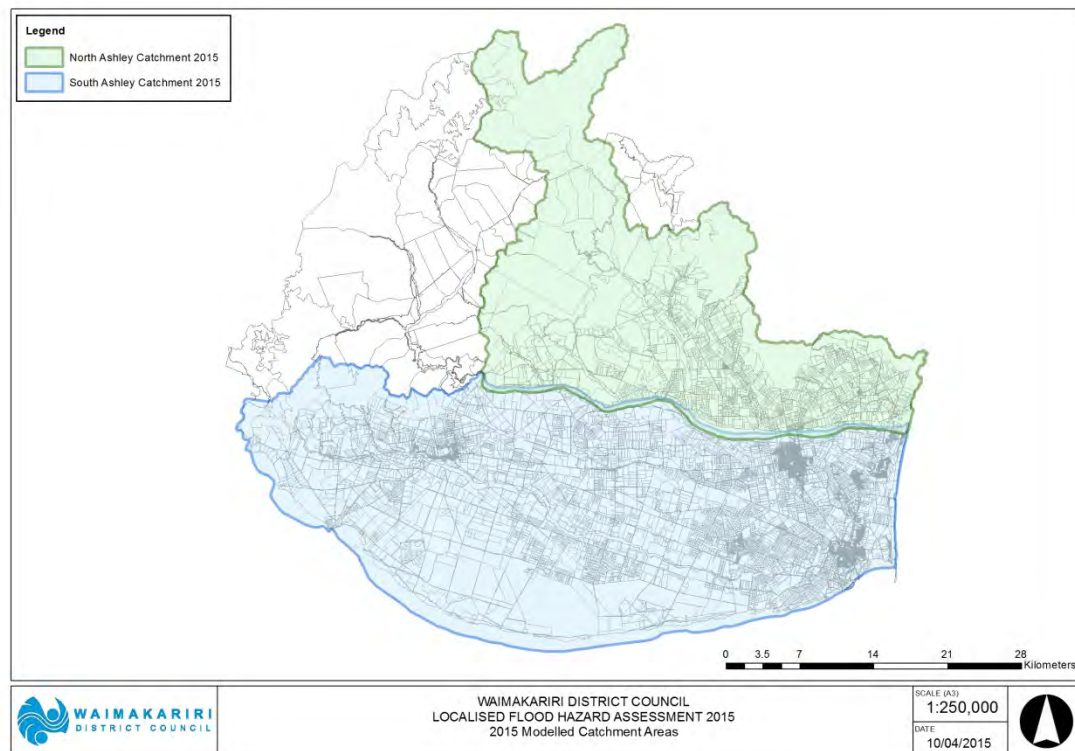 Legend
North Ashley Catchment 2015
South Ashley Catchment 2015
0 3.5 7 14 21 28
Kilometers
WAIMAKARIRI
DISTRICT COUNCIL
WAIMAKARIRI DISTRICT COUNCIL
LOCALISED FLOOD HAZARD ASSESSMENT 2015
2015 Modelled Catchment Areas
SCALE (A3)
1:250,000
DATE
10/04/2015